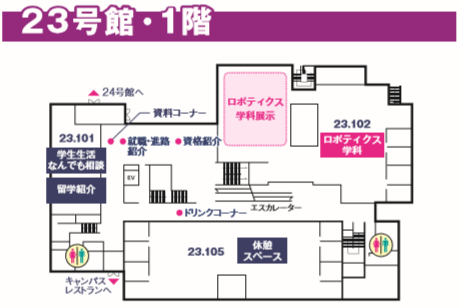 23号館・1階
24号館へ
資料コーナー
ロボティクス
学科展示
23.101
就職・進路
紹介
資格紹介
23.102
ロボティクス
学科
学生生活
なんでも相談
留学紹介
EV
エスカレーター
ドリンクコーナー
23.105
休憩
スペース
キャンパス
レストランへ